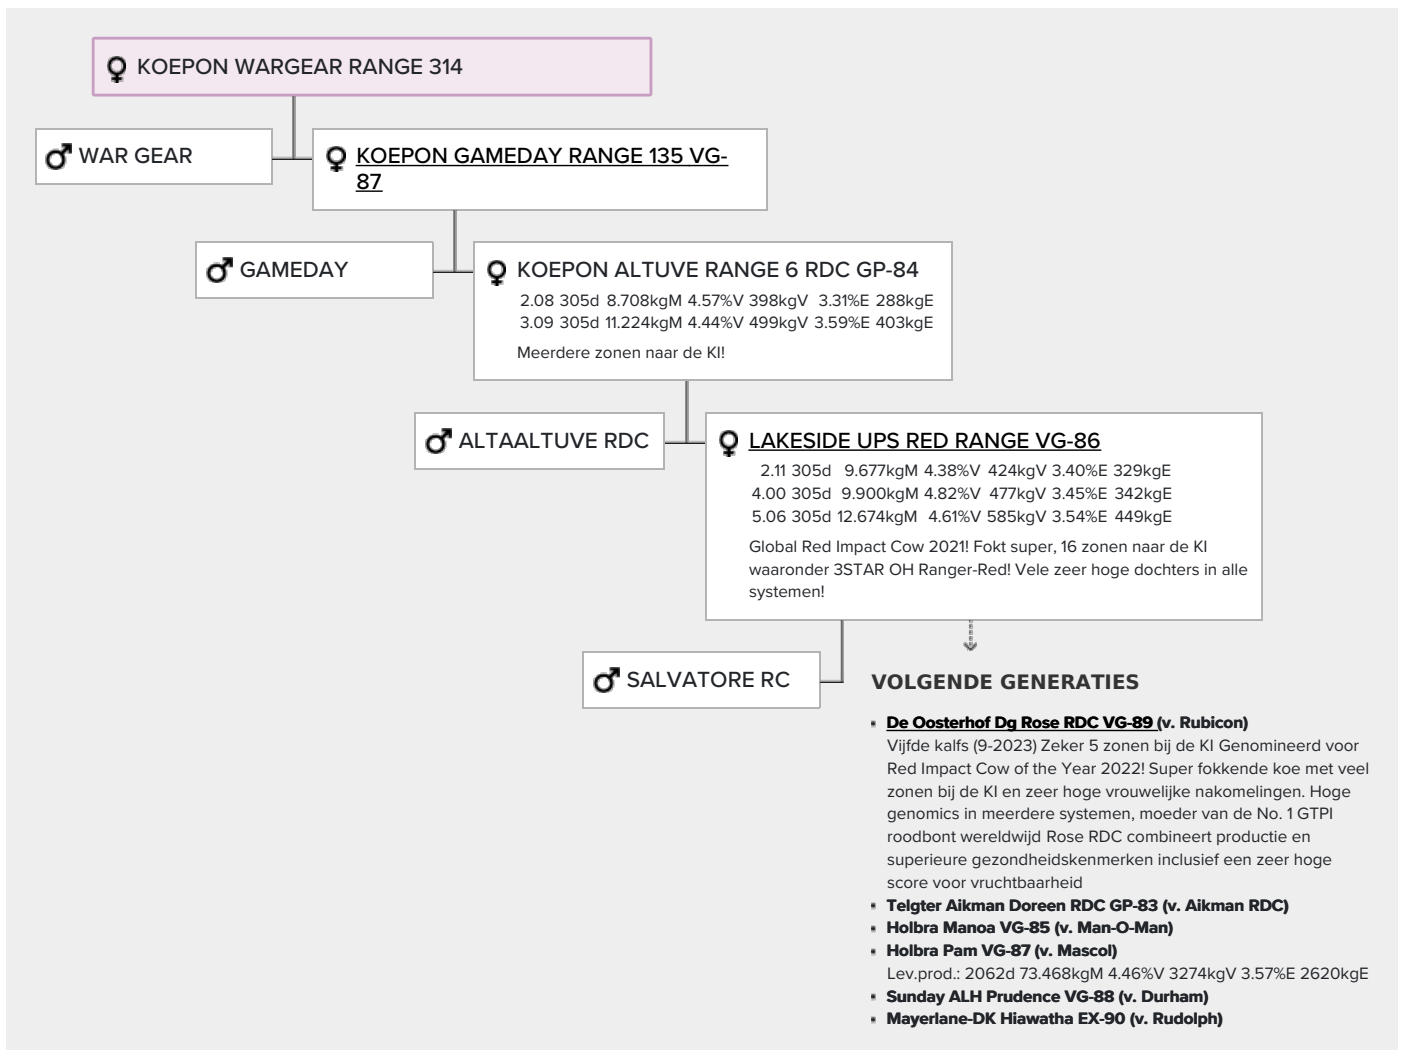 KOEPON WARGEAR RANGE 314
WAR GEAR
KOEPON GAMEDAY RANGE 135 VG-
87
GAMEDAY
KOEPON ALTUVE RANGE 6 RDC GP-84
2.08 305d 8.708kgM 4.57%V 398kgV 3.31%E 288kgE
3.09 305d 11.224kgM 4.44%V 499kgV 3.59%E 403kgE
Meerdere zonen naar de KI!
ALTAALTUVE RDC
LAKESIDE UPS RED RANGE VG-86
2.11 305d 9.677kgM 4.38%V 424kgV 3.40%E 329kgE
4.00 305d 9.900kgM 4.82%V 477kgV 3.45%E 342kgE
5.06 305d 12.674kgM 4.61%V 585kgV 3.54%E 449kgE
Global Red Impact Cow 2021! Fokt super, 16 zonen naar de KI
waaronder 3STAR OH Ranger-Red! Vele zeer hoge dochters in alle
systemen!
SALVATORE RC
VOLGENDE GENERATIES
De Oosterhof Dg Rose RDC VG-89 (v. Rubicon)
Vijfde kalfs (9-2023) Zeker 5 zonen bij de KI Genomineerd voor
Red Impact Cow of the Year 2022! Super fokkende koe met veel
zonen bij de KI en zeer hoge vrouwelijke nakomelingen. Hoge
genomics in meerdere systemen, moeder van de No. 1 GTPI
roodbont wereldwijd Rose RDC combineert productie en
superieure gezondheidskenmerken inclusief een zeer hoge
score voor vruchtbaarheid
Telgter Aikman Doreen RDC GP-83 (v. Aikman RDC)
Holbra Manoa VG-85 (v. Man-O-Man)
Holbra Pam VG-87 (v. Mascol)
Lev.prod.: 2062d 73.468kgM 4.46%V 3274kgV 3.57%E 2620kgE
Sunday ALH Prudence VG-88 (v. Durham)
Mayerlane-DK Hiawatha EX-90 (v. Rudolph)